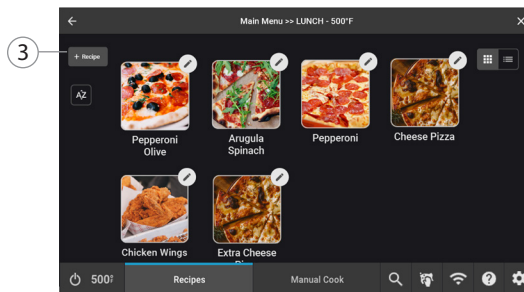 Main Menu >> LUNCH - 500°F
3
+ Recipe
AZ
Pepperoni
Olive
Arugula
Spinach
Pepperoni
Cheese Pizza
Chicken Wings
Extra Cheese
500°F
Recipes
Manual Cook